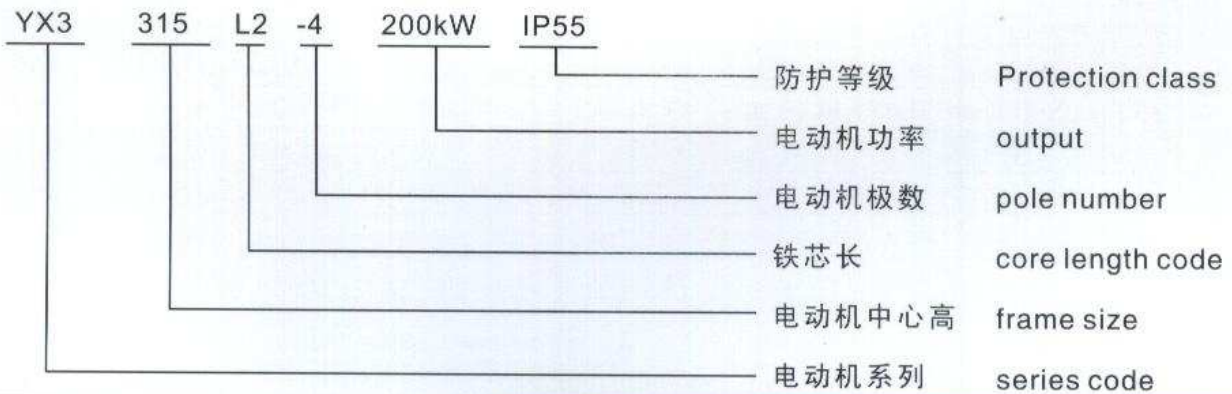 YX3 315 L2 -4 200kW IP55
防护等级 Protection class
电动机功率 output
电动机极数 pole number
铁芯长 core length code
电动机中心高 frame size
电动机系列 series code